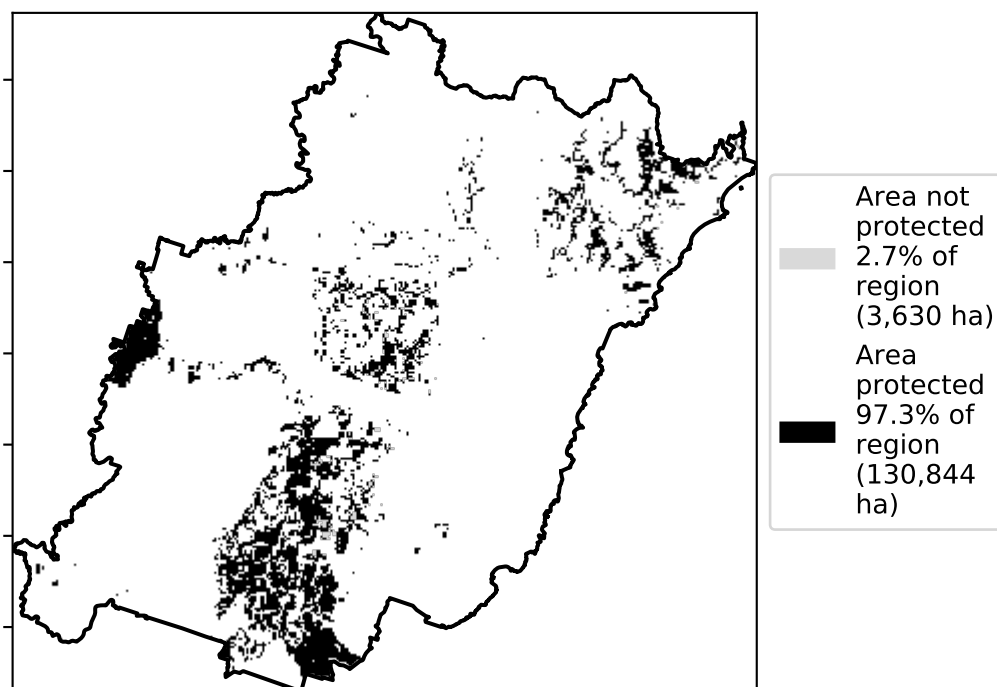 Area not
protected
2.7% of
region
(3,630 ha)
Area
protected
97.3% of
region
(130,844
ha)